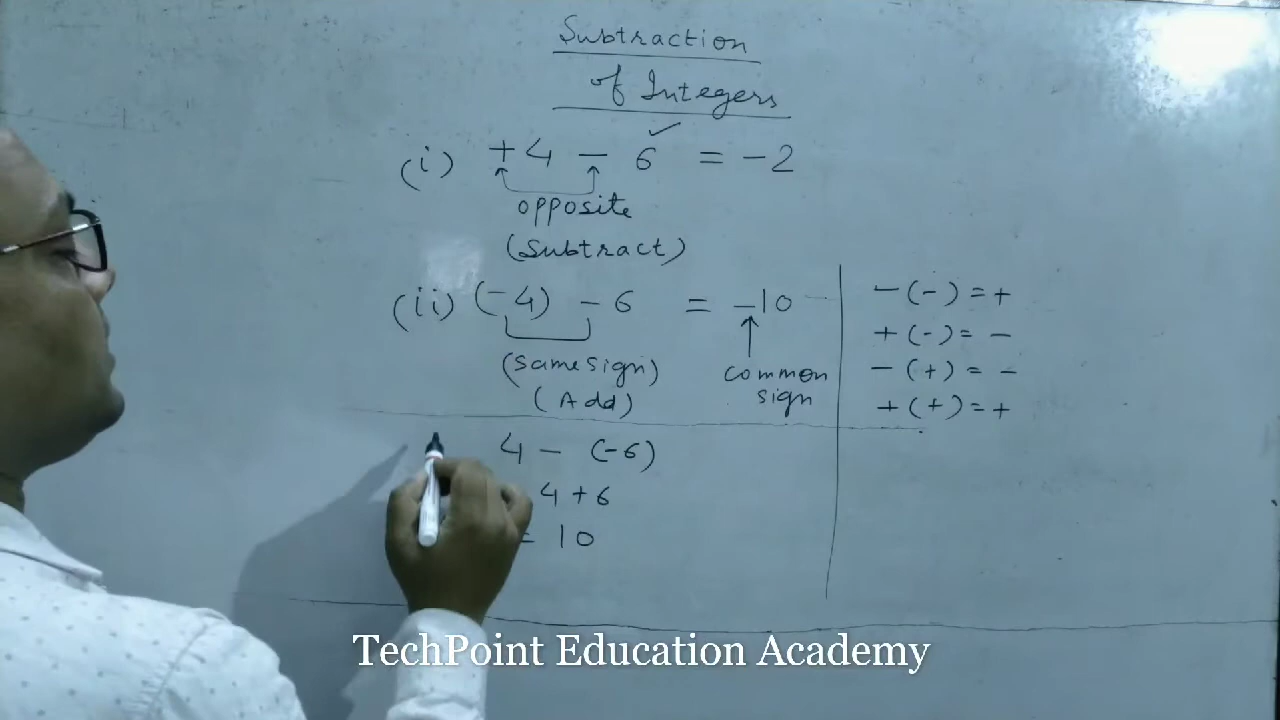 Subtraction
of Integers
(i) +4 - 6 = -2
opposite
(Subtract)
(ii) (-4) - 6 = -10
(Same sign)
(Add)
common
sign
-(-) = +
+(-) = -
-(+) = -
+(+) = +
4 - (-6)
4 + 6
= 10
TechPoint Education Academy